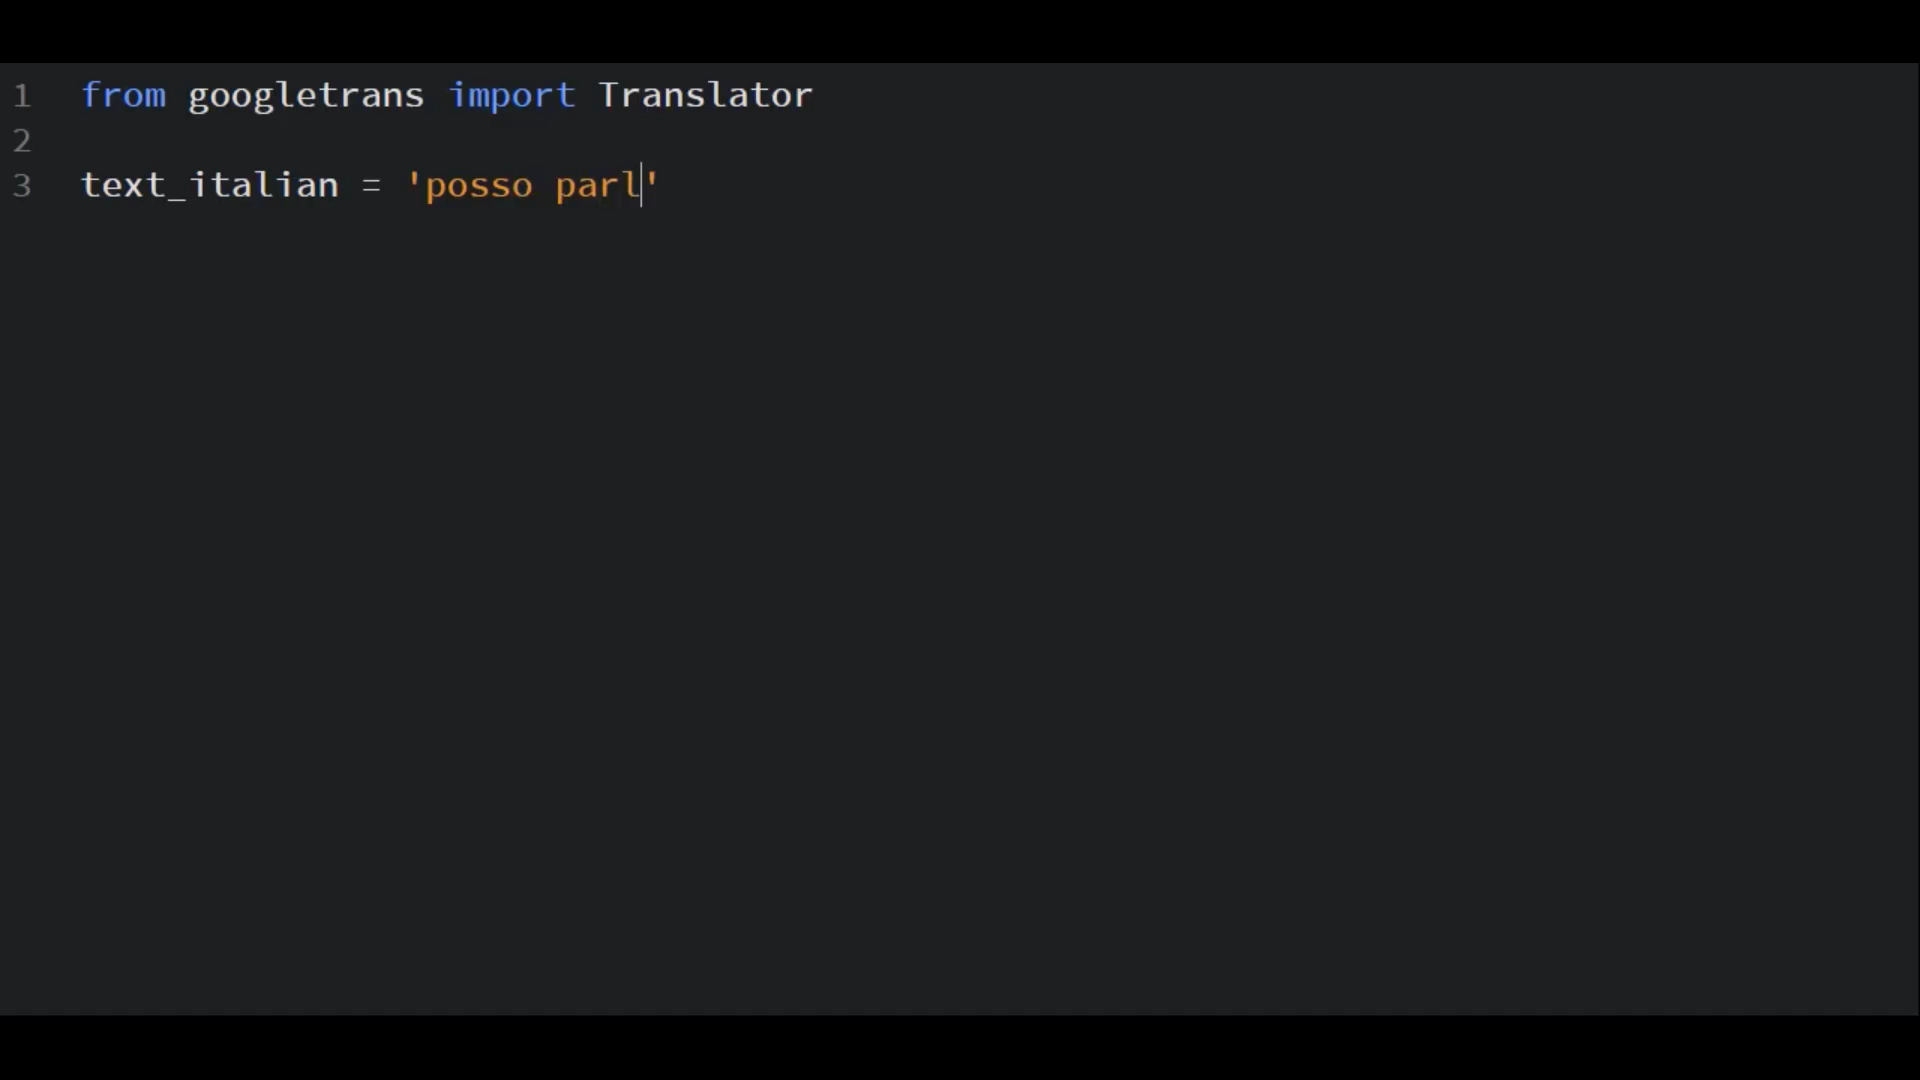 1 from googletrans import Translator
2
3 text_italian = 'posso parl'